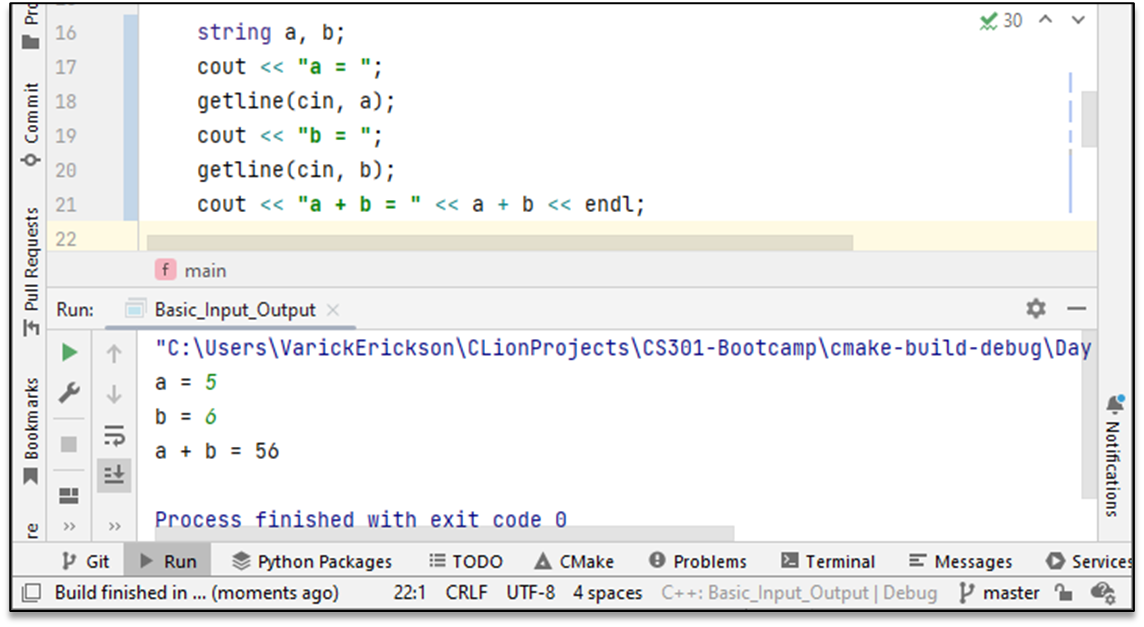 16 string a, b;
17 cout << "a = ";
18 getline(cin, a);
19 cout << "b = ";
20 getline(cin, b);
21 cout << "a + b = " << a + b << endl;
22
30
Commit
Pull Requests
Bookmarks
f main
Run: Basic_Input_Output
"C:\Users\VarickErickson\CLionProjects\CS301-Bootcamp\cmake-build-debug\Day
a = 5
b = 6
a + b = 56
Process finished with exit code 0
Notifications
Git Run Python Packages TODO CMake Problems Terminal Messages Services
Build finished in ... (moments ago) 22:1 CRLF UTF-8 4 spaces C++: Basic_Input_Output | Debug master